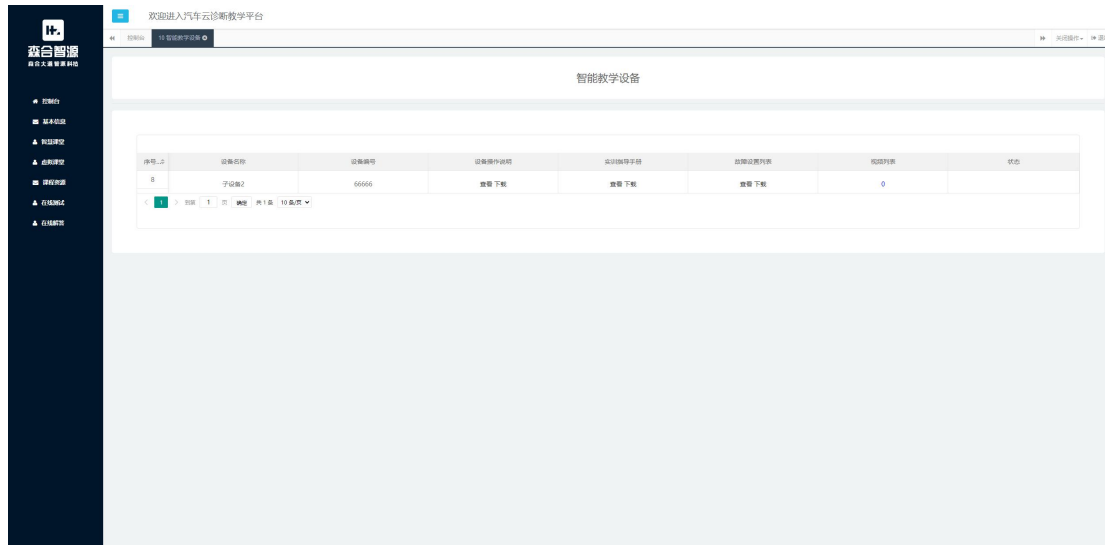 欢迎进入汽车云诊断教学平台
H.
森合智源
森合大道智源科技
控制台
10 智能教学设备
关闭操作
退
智能教学设备
控制台
基本信息
智慧课堂
虚拟课堂
课程资源
在线测试
在线解答
序号 设备名称 设备编号 设备操作说明 实训指导手册 故障设置列表 视频列表 状态
8 子设备2 66666 查看 下载 查看 下载 查看 下载 0
1 到第 1 页 确定 共 1 条 10 条/页